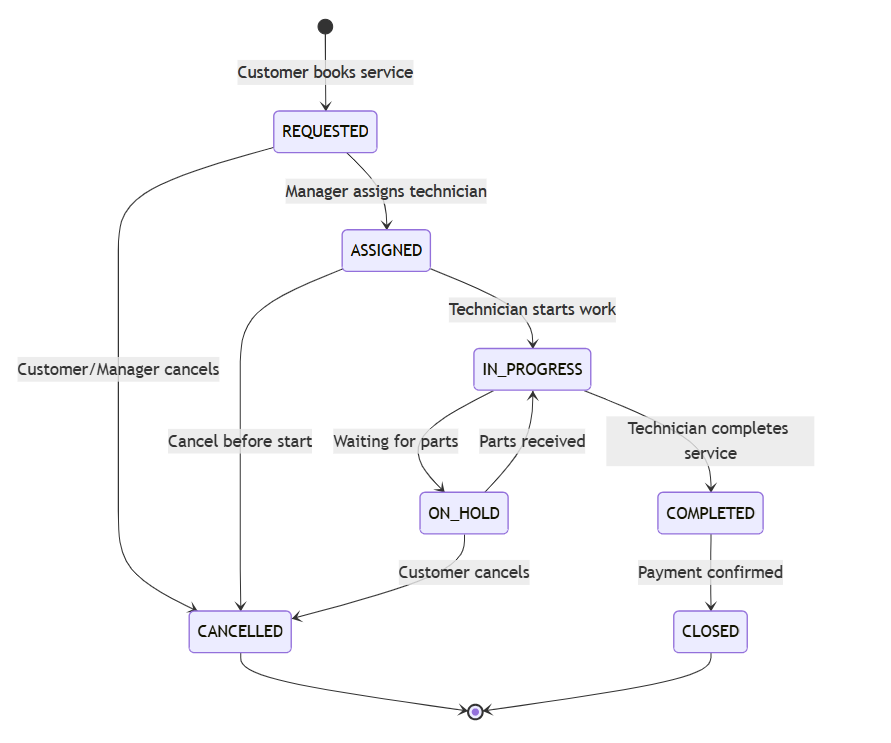 Customer books service
REQUESTED
Manager assigns technician
ASSIGNED
Technician starts work
Customer/Manager cancels
IN_PROGRESS
Cancel before start
Waiting for parts
Parts received
Technician completes
service
ON_HOLD
COMPLETED
Customer cancels
Payment confirmed
CANCELLED
CLOSED